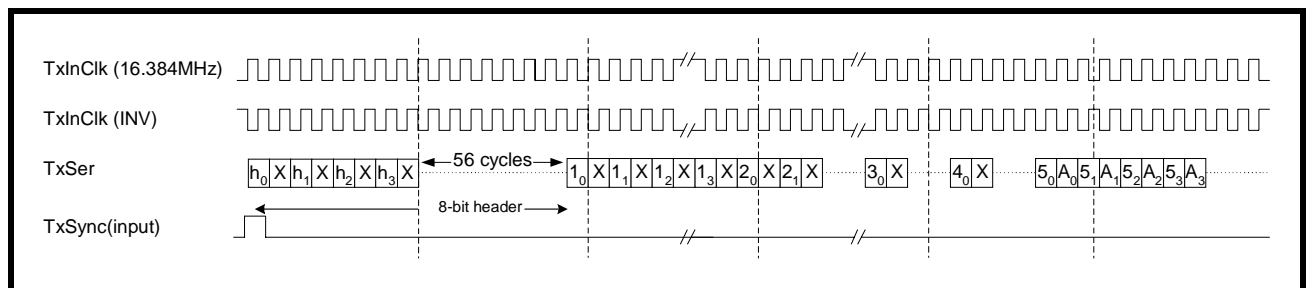 TxInClk (16.384MHz)
TxInClk (INV)
TxSer
h0 X h1 X h2 X h3 X 56 cycles 10 X 11 X 12 X 13 X 20 X 21 X 30 X 40 X 50 A0 51 A1 52 A2 53 A3
8-bit header
TxSync(input)